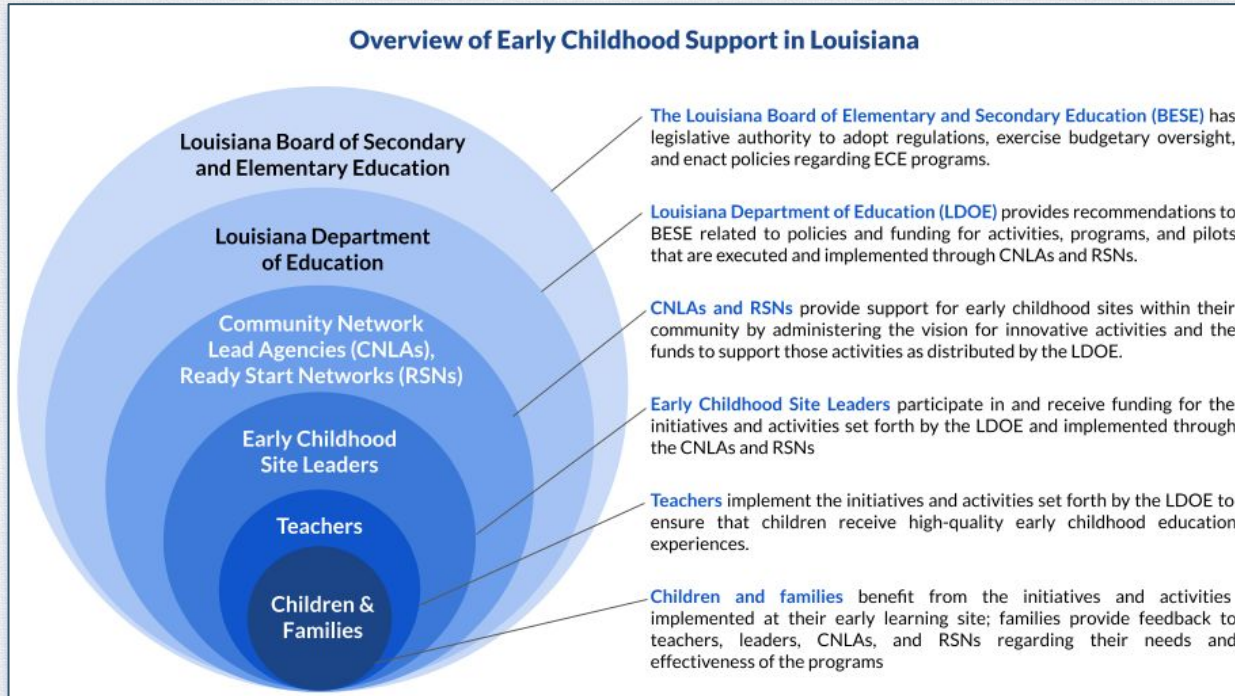 Overview of Early Childhood Support in Louisiana
Louisiana Board of Secondary
and Elementary Education
Louisiana Department
of Education
Community Network
Lead Agencies (CNLAs),
Ready Start Networks (RSNs)
Early Childhood
Site Leaders
Teachers
Children &
Families
The Louisiana Board of Elementary and Secondary Education (BESE) has
legislative authority to adopt regulations, exercise budgetary oversight,
and enact policies regarding ECE programs.
Louisiana Department of Education (LDOE) provides recommendations to
BESE related to policies and funding for activities, programs, and pilots
that are executed and implemented through CNLAs and RSNs.
CNLAs and RSNs provide support for early childhood sites within their
community by administering the vision for innovative activities and the
funds to support those activities as distributed by the LDOE.
Early Childhood Site Leaders participate in and receive funding for the
initiatives and activities set forth by the LDOE and implemented through
the CNLAs and RSNs
Teachers implement the initiatives and activities set forth by the LDOE to
ensure that children receive high-quality early childhood education
experiences.
Children and families benefit from the initiatives and activities
implemented at their early learning site; families provide feedback to
teachers, leaders, CNLAs, and RSNs regarding their needs and
effectiveness of the programs